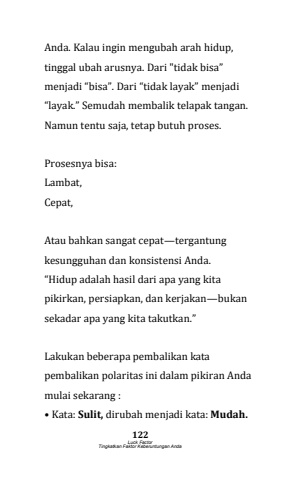 Anda. Kalau ingin mengubah arah hidup,
tinggal ubah arusnya. Dari "tidak bisa"
menjadi “bisa”. Dari “tidak layak” menjadi
“layak.” Semudah membalik telapak tangan.
Namun tentu saja, tetap butuh proses.
Prosesnya bisa:
Lambat,
Cepat,
Atau bahkan sangat cepat—tergantung
kesungguhan dan konsistensi Anda.
“Hidup adalah hasil dari apa yang kita
pikirkan, persiapkan, dan kerjakan—bukan
sekadar apa yang kita takutkan.”
Lakukan beberapa pembalikan kata
pembalikan polaritas ini dalam pikiran Anda
mulai sekarang :
• Kata: Sulit, dirubah menjadi kata: Mudah.
122
Luck Factor
Tingkatkan Faktor Keberuntungan Anda